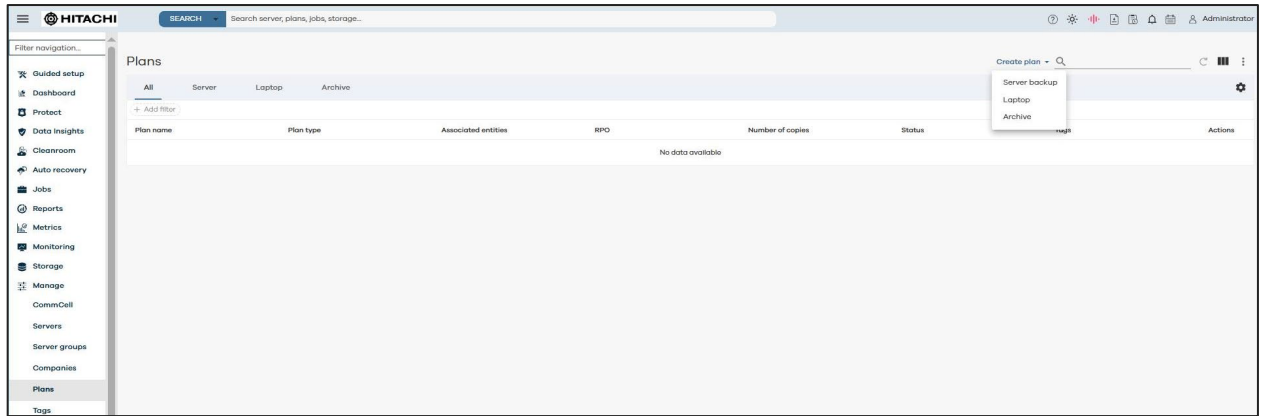 HITACHI
SEARCH
Search server, plans, jobs, storage...
Administrator
Filter navigation...
Guided setup
Dashboard
Protect
Data Insights
Cleanroom
Auto recovery
Jobs
Reports
Metrics
Monitoring
Storage
Manage
CommCell
Servers
Server groups
Companies
Plans
Tags
Plans
Create plan
Server backup
Laptop
Archive
All Server Laptop Archive
+ Add filter
Plan name Plan type Associated entities RPO Number of copies Status Tags Actions
No data available